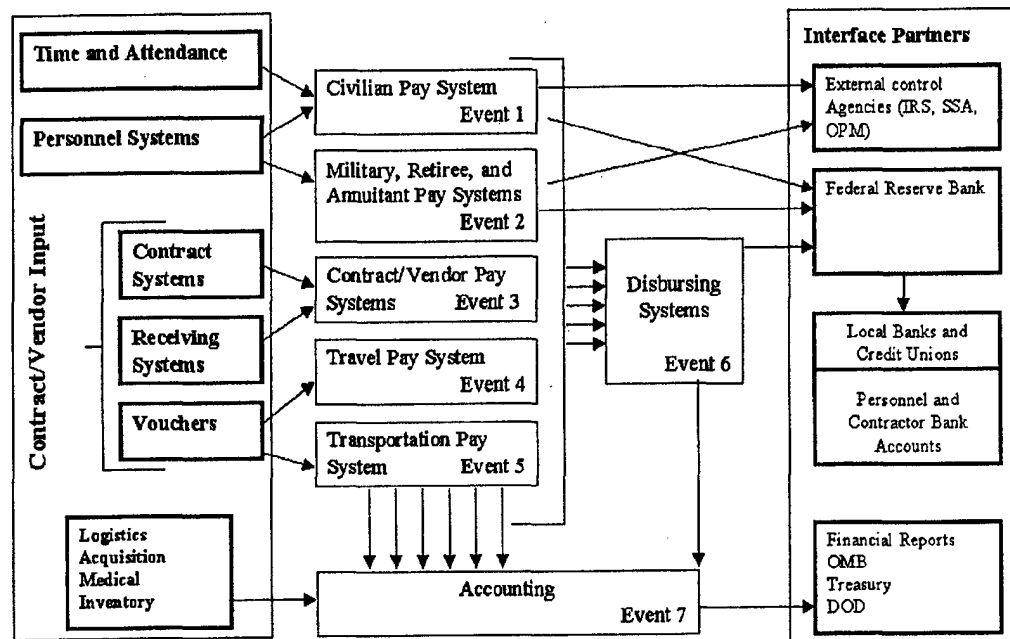 Contract/Vendor Input
Time and Attendance
Personnel Systems
Contract
Systems
Receiving
Systems
Vouchers
Logistics
Acquisition
Medical
Inventory
Civilian Pay System
Event 1
Military, Retiree, and
Annuitant Pay Systems
Event 2
Contract/Vendor Pay
Systems Event 3
Travel Pay System
Event 4
Transportation Pay
System Event 5
Disbursing
Systems
Event 6
Accounting
Event 7
Interface Partners
External control
Agencies (IRS, SSA,
OPM)
Federal Reserve Bank
Local Banks and
Credit Unions
Personnel and
Contractor Bank
Accounts
Financial Reports
OMB
Treasury
DOD